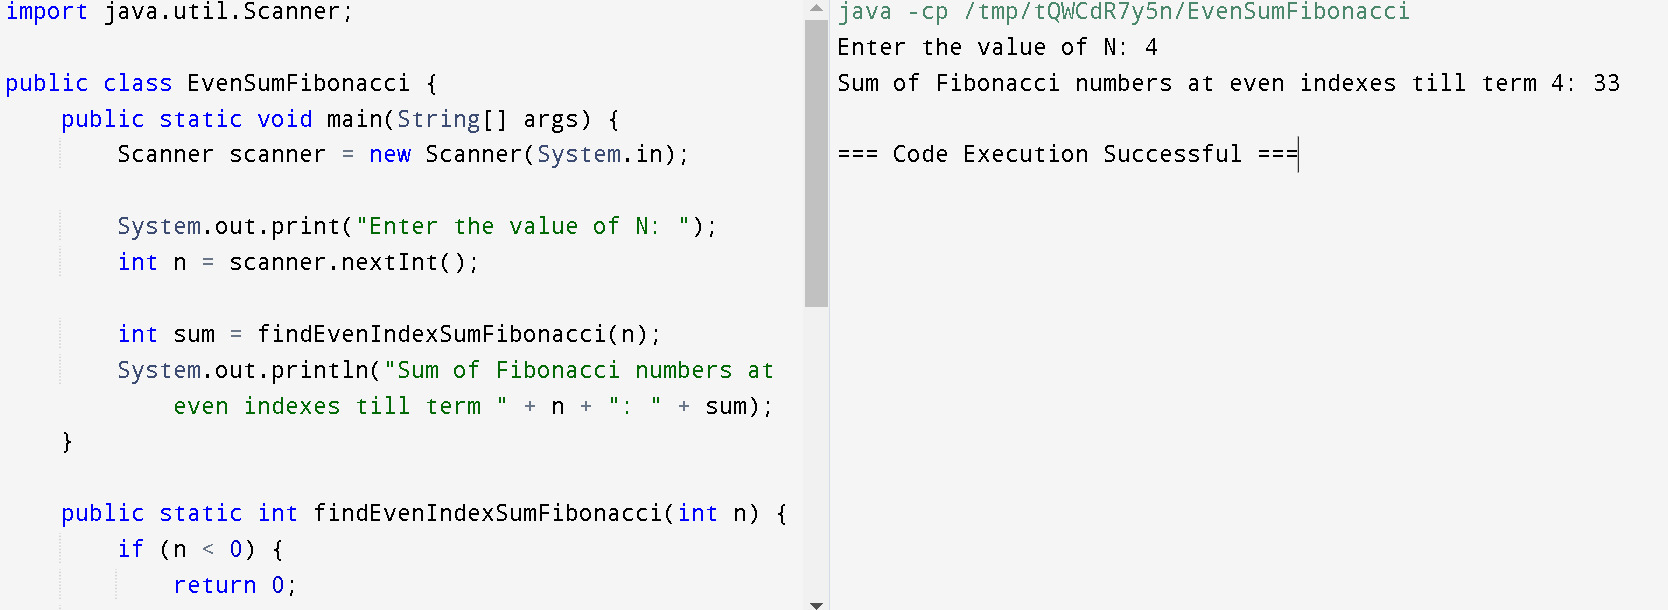 import java.util.Scanner;
public class EvenSumFibonacci {
public static void main(String[] args) {
Scanner scanner = new Scanner(System.in);
System.out.print("Enter the value of N: ");
int n = scanner.nextInt();
int sum = findEvenIndexSumFibonacci(n);
System.out.println("Sum of Fibonacci numbers at
even indexes till term " + n + ": " + sum);
}
public static int findEvenIndexSumFibonacci(int n) {
if (n < 0) {
return 0;
java -cp /tmp/tQWCdR7y5n/EvenSumFibonacci
Enter the value of N: 4
Sum of Fibonacci numbers at even indexes till term 4: 33
=== Code Execution Successful ===